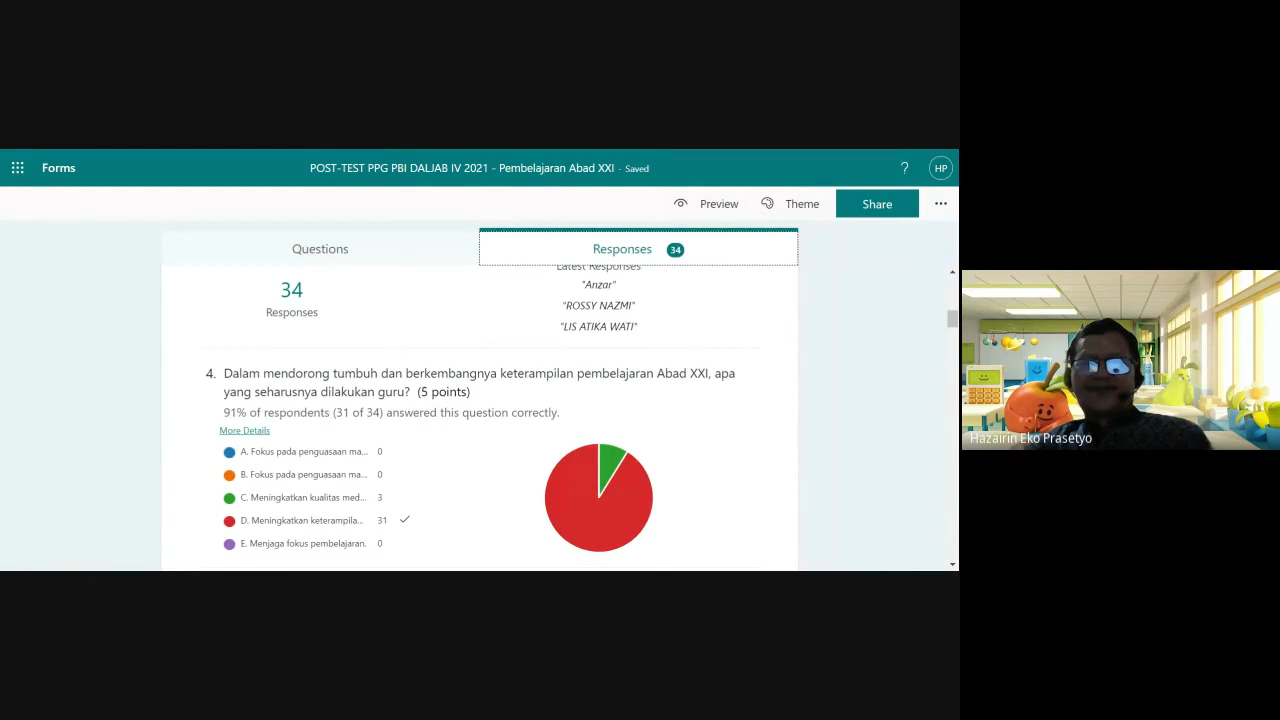 Forms
POST-TEST PPG PBI DALJAB IV 2021 - Pembelajaran Abad XXI - Saved
?
HP
Preview
Theme
Share
...
Questions
Responses 34
34
Responses
Latest Responses
"Anzar"
"ROSSY NAZMI"
"LIS ATIKA WATI"
4. Dalam mendorong tumbuh dan berkembangnya keterampilan pembelajaran Abad XXI, apa
yang seharusnya dilakukan guru? (5 points)
91% of respondents (31 of 34) answered this question correctly.
More Details
A. Fokus pada penguasaan ma... 0
B. Fokus pada penguasaan ma... 0
C. Meningkatkan kualitas med... 3
D. Meningkatkan keterampila... 31
E. Menjaga fokus pembelajaran. 0
Hazairin Eko Prasetyo